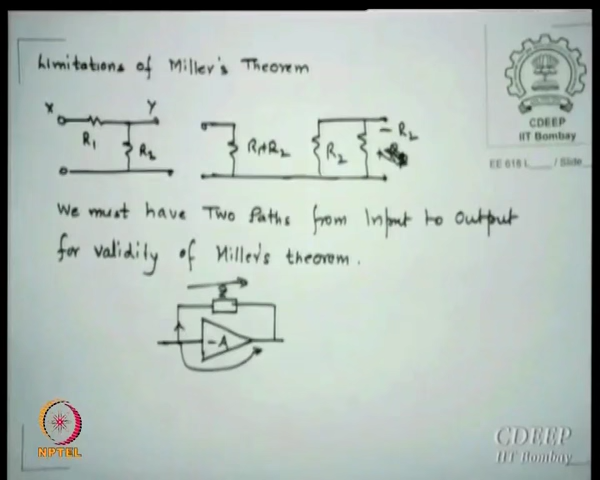 Limitations of Miller's Theorem
X
Y
R1
R2
R1+R2
R2
- R2
We must have Two Paths from Input to Output
for validity of Miller's theorem.
Z
-A
CDEEP
IIT Bombay
EE 618 L___ / Slide
NPTEL
CDEEP
IIT Bombay